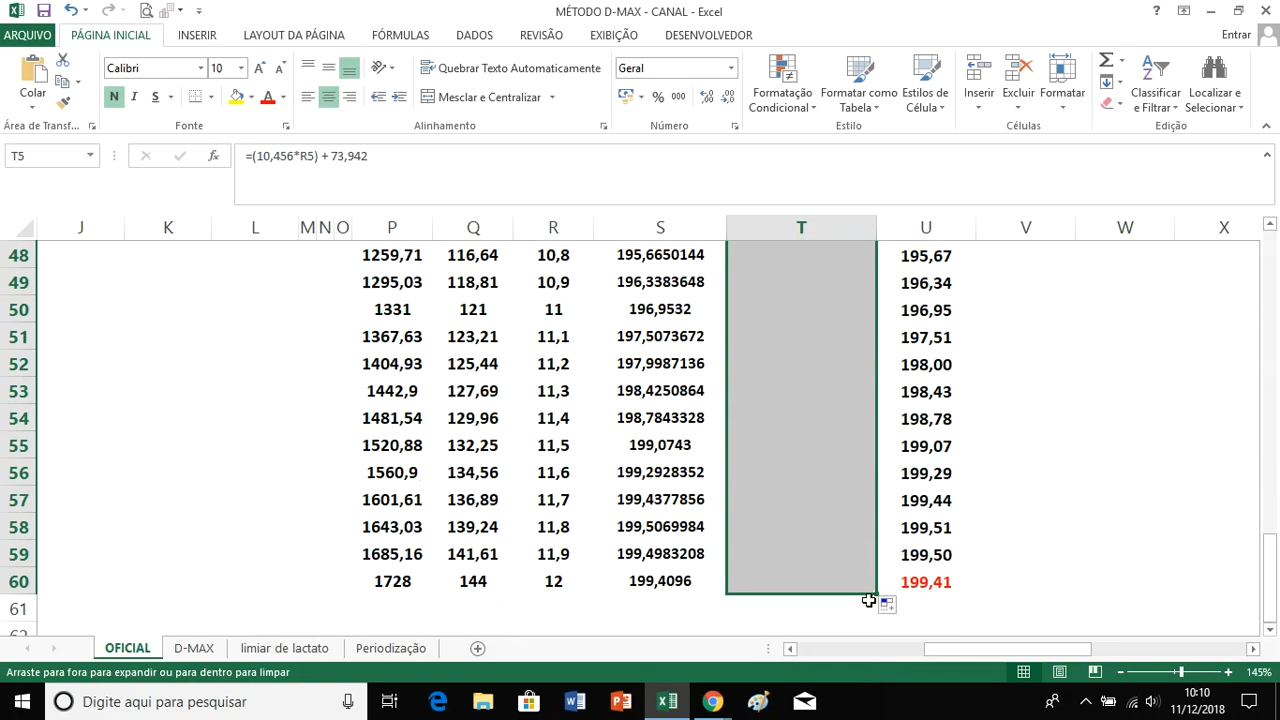 MÉTODO D-MAX - CANAL - Excel
?
ARQUIVO PÁGINA INICIAL INSERIR LAYOUT DA PÁGINA FÓRMULAS DADOS REVISÃO EXIBIÇÃO DESENVOLVEDOR Entrar
Colar
Calibri 10
N I S
Quebrar Texto Automaticamente
Mesclar e Centralizar
Geral
% 000
Formatação Condicional
Formatar como Tabela
Estilos de Célula
Inserir Excluir Formatar
Classificar e Filtrar
Localizar e Selecionar
Área de Transf... Fonte Alinhamento Número Estilo Células Edição
T5 fx =(10,456*R5) + 73,942
J K L M N O P Q R S T U V W X
48 1259,71 116,64 10,8 195,6650144 195,67
49 1295,03 118,81 10,9 196,3383648 196,34
50 1331 121 11 196,9532 196,95
51 1367,63 123,21 11,1 197,5073672 197,51
52 1404,93 125,44 11,2 197,9987136 198,00
53 1442,9 127,69 11,3 198,4250864 198,43
54 1481,54 129,96 11,4 198,7843328 198,78
55 1520,88 132,25 11,5 199,0743 199,07
56 1560,9 134,56 11,6 199,2928352 199,29
57 1601,61 136,89 11,7 199,4377856 199,44
58 1643,03 139,24 11,8 199,5069984 199,51
59 1685,16 141,61 11,9 199,4983208 199,50
60 1728 144 12 199,4096 199,41
61
62
OFICIAL D-MAX limiar de lactato Periodização
Arraste para fora para expandir ou para dentro para limpar 145%
Digite aqui para pesquisar
10:10
11/12/2018